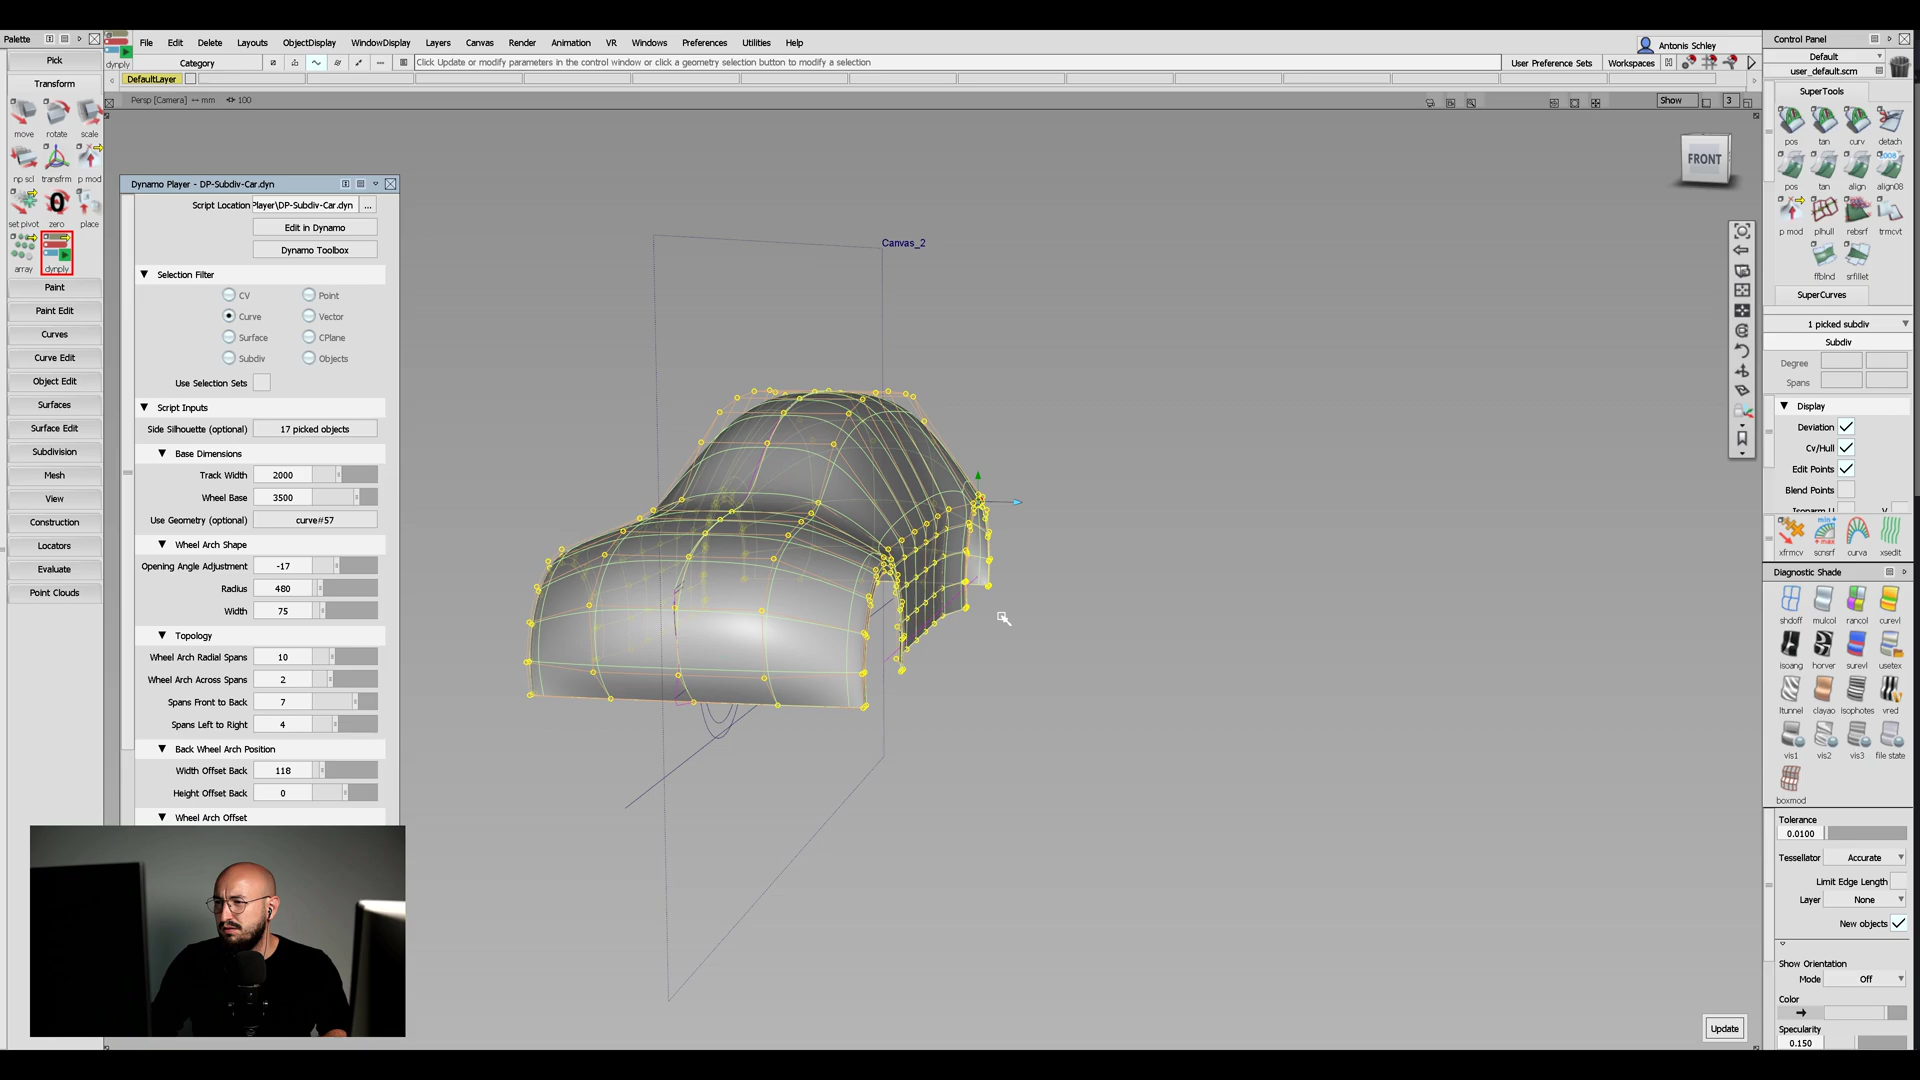 Palette
File Edit Delete Layouts ObjectDisplay WindowDisplay Layers Canvas Render Animation VR Windows Preferences Utilities Help
Antonis Schley
Control Panel
Pick
dynply
Category
Click Update or modify parameters in the control window or click a geometry selection button to modify a selection
User Preference Sets
Workspaces
Default
user_default.scm
Transform
DefaultLayer
SuperTools
Persp [Camera] mm 100
Show 3
move rotate scale
np scl transfrm p mod
set pivot zero place
array dynply
Paint
Paint Edit
Curves
Curve Edit
Object Edit
Surfaces
Surface Edit
Subdivision
Mesh
View
Construction
Locators
Evaluate
Point Clouds
Dynamo Player - DP-Subdiv-Car.dyn
Script Location Player\DP-Subdiv-Car.dyn ...
Edit in Dynamo
Dynamo Toolbox
Selection Filter
CV Point
Curve Vector
Surface CPlane
Subdiv Objects
Use Selection Sets
Script Inputs
Side Silhouette (optional) 17 picked objects
Base Dimensions
Track Width 2000
Wheel Base 3500
Use Geometry (optional) curve#57
Wheel Arch Shape
Opening Angle Adjustment -17
Radius 480
Width 75
Topology
Wheel Arch Radial Spans 10
Wheel Arch Across Spans 2
Spans Front to Back 7
Spans Left to Right 4
Back Wheel Arch Position
Width Offset Back 118
Height Offset Back 0
Wheel Arch Offset
Canvas_2
FRONT
Update
pos tan curv detach
pos tan align align08
p mod plhull rebsrf trmcvt
ffblnd srfillet
SuperCurves
1 picked subdiv
Subdiv
Degree
Spans
Display
Deviation
Cv/Hull
Edit Points
Blend Points
xfrmcv scnsrf curva xsedit
Diagnostic Shade
shdoff mulcol rancol curevl
isoang horver surevl usetex
ltunnel clayao isophotes vred
vis1 vis2 vis3 file state
boxmod
Tolerance
0.0100
Tessellator Accurate
Limit Edge Length
Layer None
New objects
Show Orientation
Mode Off
Color
Specularity
0.150